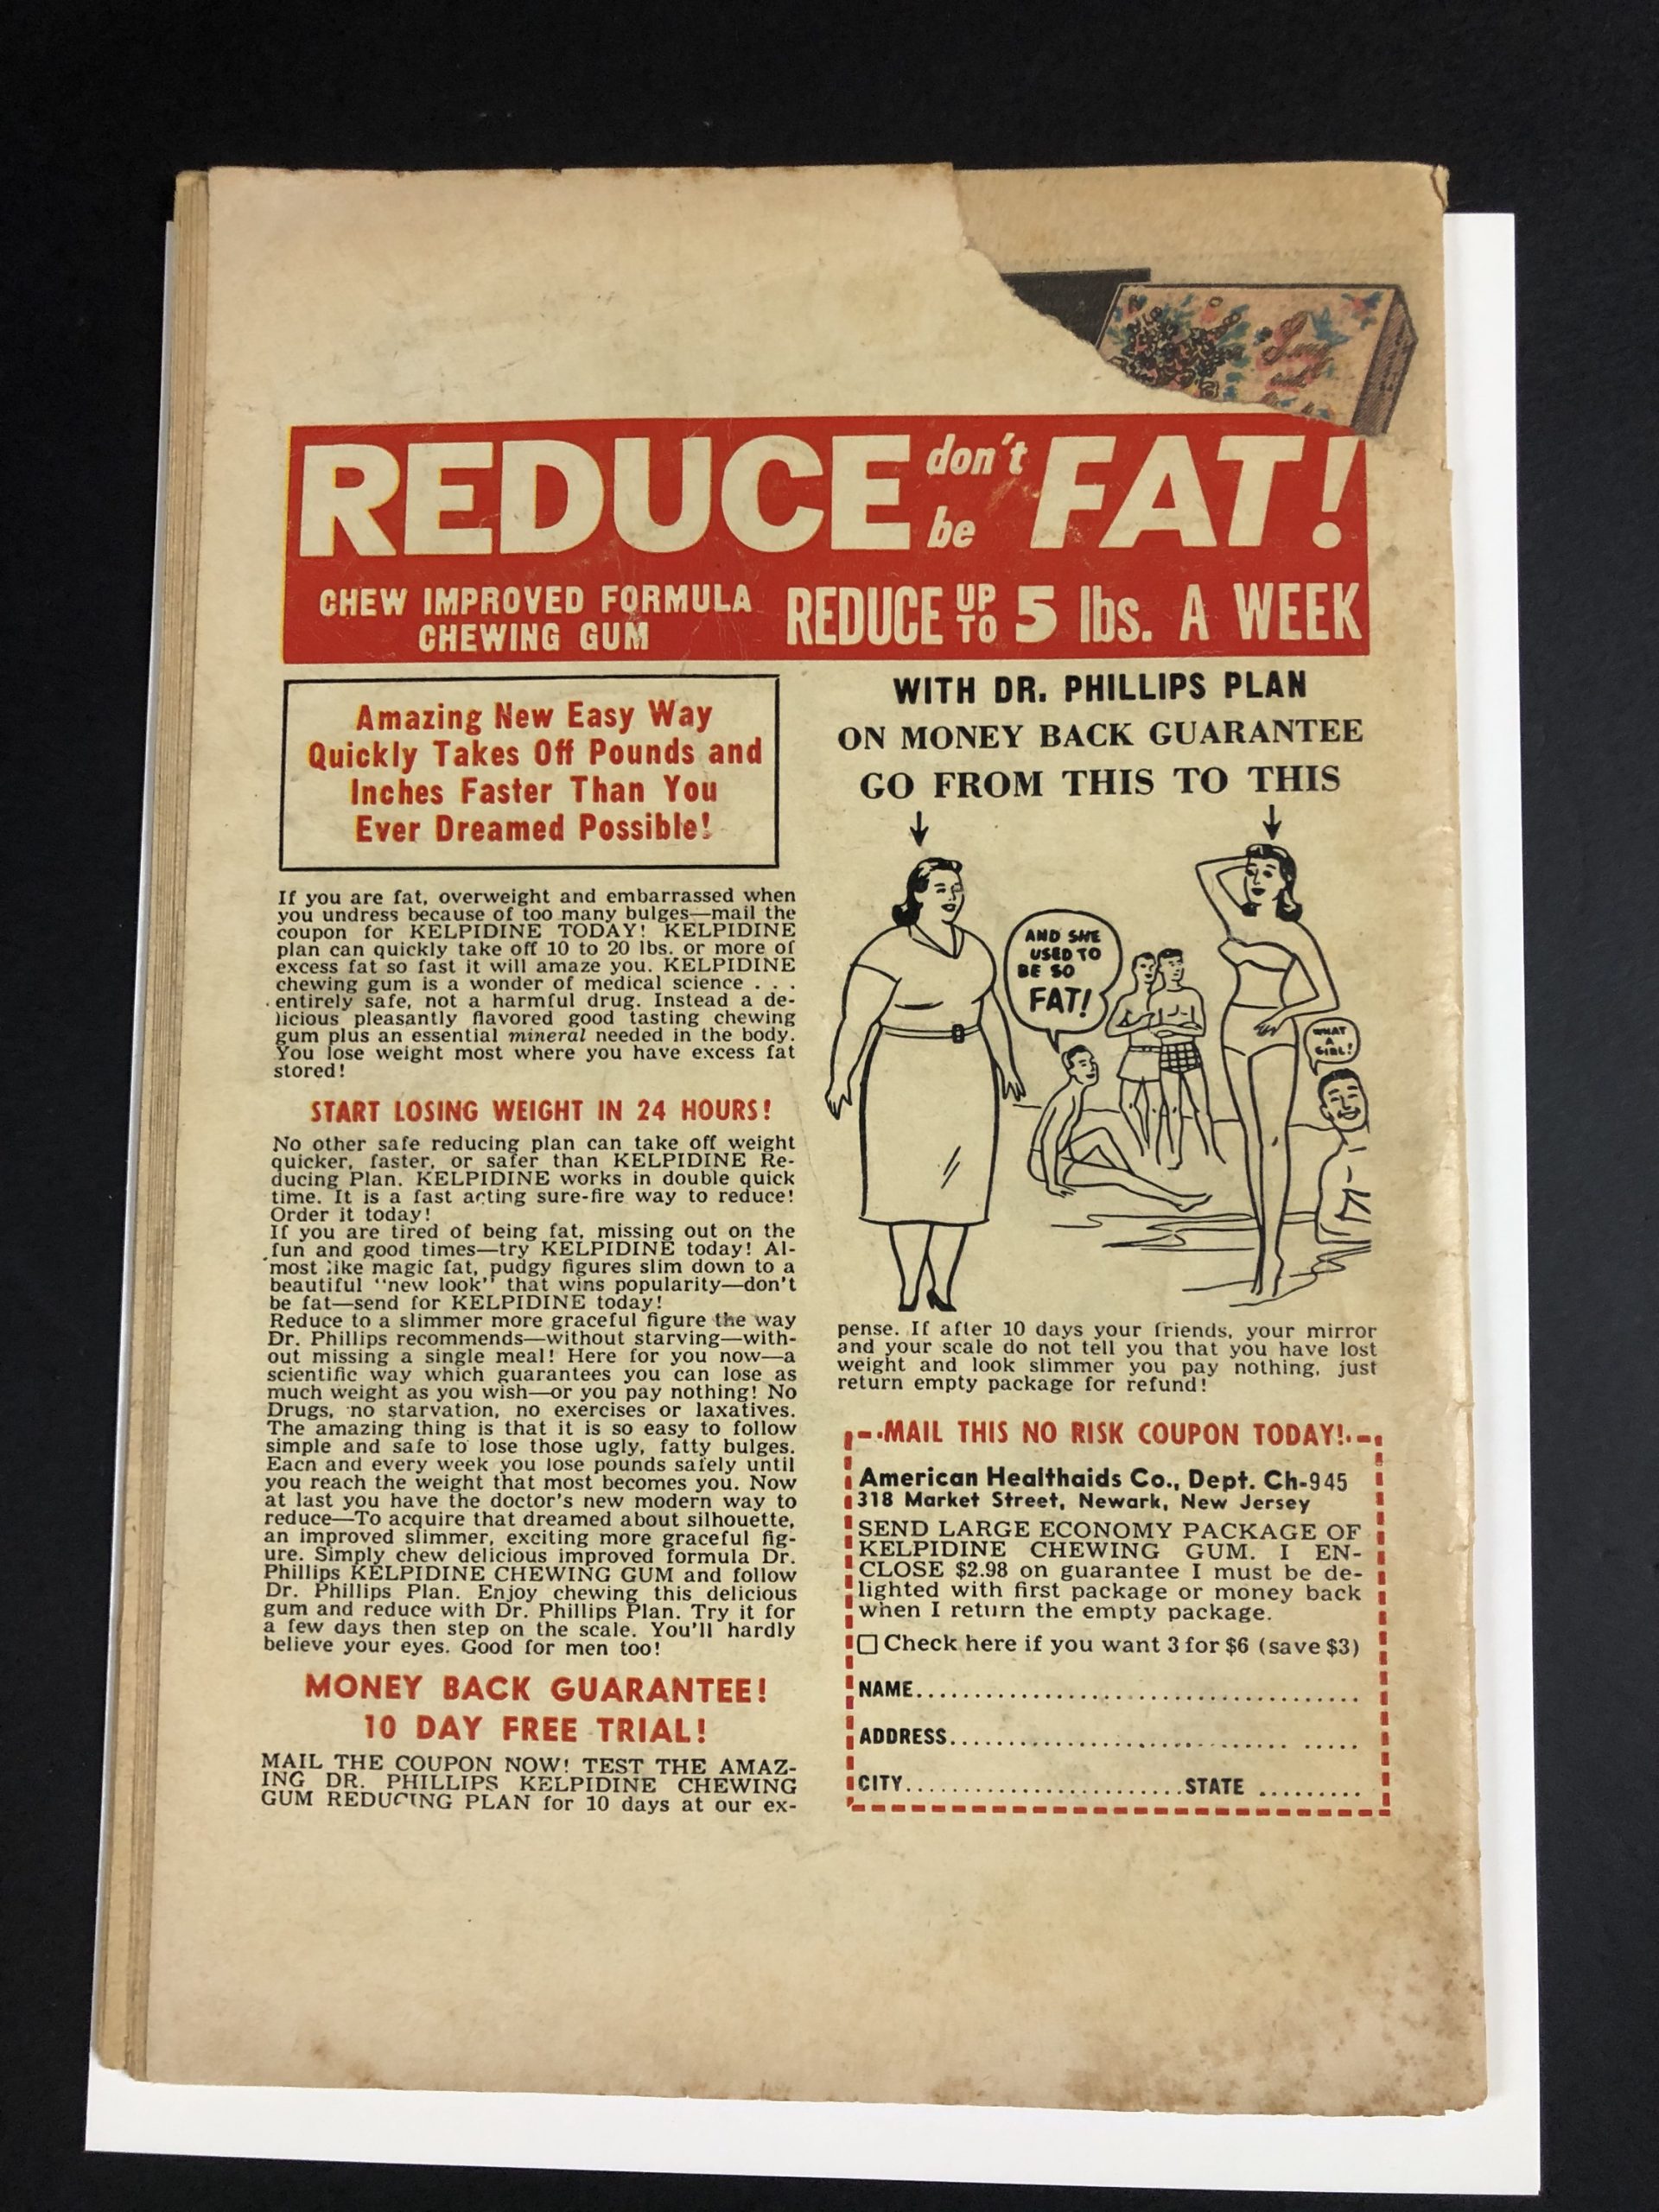 REDUCE don't be FAT!
CHEW IMPROVED FORMULA
CHEWING GUM
REDUCE UP TO 5 lbs. A WEEK
Amazing New Easy Way
Quickly Takes Off Pounds and
Inches Faster Than You
Ever Dreamed Possible!
If you are fat, overweight and embarrassed when
you undress because of too many bulges—mail the
coupon for KELPIDINE TODAY! KELPIDINE
plan can quickly take off 10 to 20 lbs. or more of
excess fat so fast it will amaze you. KELPIDINE
chewing gum is a wonder of medical science . . .
entirely safe, not a harmful drug. Instead a de-
licious pleasantly flavored good tasting chewing
gum plus an essential mineral needed in the body.
You lose weight most where you have excess fat
stored!
START LOSING WEIGHT IN 24 HOURS!
No other safe reducing plan can take off weight
quicker, faster, or safer than KELPIDINE Re-
ducing Plan. KELPIDINE works in double quick
time. It is a fast acting sure-fire way to reduce!
Order it today!
If you are tired of being fat, missing out on the
fun and good times—try KELPIDINE today! Al-
most like magic fat, pudgy figures slim down to a
beautiful "new look" that wins popularity—don't
be fat—send for KELPIDINE today!
Reduce to a slimmer more graceful figure the way
Dr. Phillips recommends—without starving—with-
out missing a single meal! Here for you now—a
scientific way which guarantees you can lose as
much weight as you wish—or you pay nothing! No
Drugs, no starvation, no exercises or laxatives.
The amazing thing is that it is so easy to follow
simple and safe to lose those ugly, fatty bulges.
Each and every week you lose pounds safely until
you reach the weight that most becomes you. Now
at last you have the doctor's new modern way to
reduce—To acquire that dreamed about silhouette,
an improved slimmer, exciting more graceful fig-
ure. Simply chew delicious improved formula Dr.
Phillips KELPIDINE CHEWING GUM and follow
Dr. Phillips Plan. Enjoy chewing this delicious
gum and reduce with Dr. Phillips Plan. Try it for
a few days then step on the scale. You'll hardly
believe your eyes. Good for men too!
MONEY BACK GUARANTEE!
10 DAY FREE TRIAL!
MAIL THE COUPON NOW! TEST THE AMAZ-
ING DR. PHILLIPS KELPIDINE CHEWING
GUM REDUCING PLAN for 10 days at our ex-
WITH DR. PHILLIPS PLAN
ON MONEY BACK GUARANTEE
GO FROM THIS TO THIS
AND SHE
USED TO
BE SO
FAT!
WHAT
A
GIRL!
pense. If after 10 days your friends, your mirror
and your scale do not tell you that you have lost
weight and look slimmer you pay nothing, just
return empty package for refund!
MAIL THIS NO RISK COUPON TODAY!
American Healthaids Co., Dept. Ch-945
318 Market Street, Newark, New Jersey
SEND LARGE ECONOMY PACKAGE OF
KELPIDINE CHEWING GUM. I EN-
CLOSE $2.98 on guarantee I must be de-
lighted with first package or money back
when I return the empty package.
Check here if you want 3 for $6 (save $3)
NAME
ADDRESS
CITY STATE